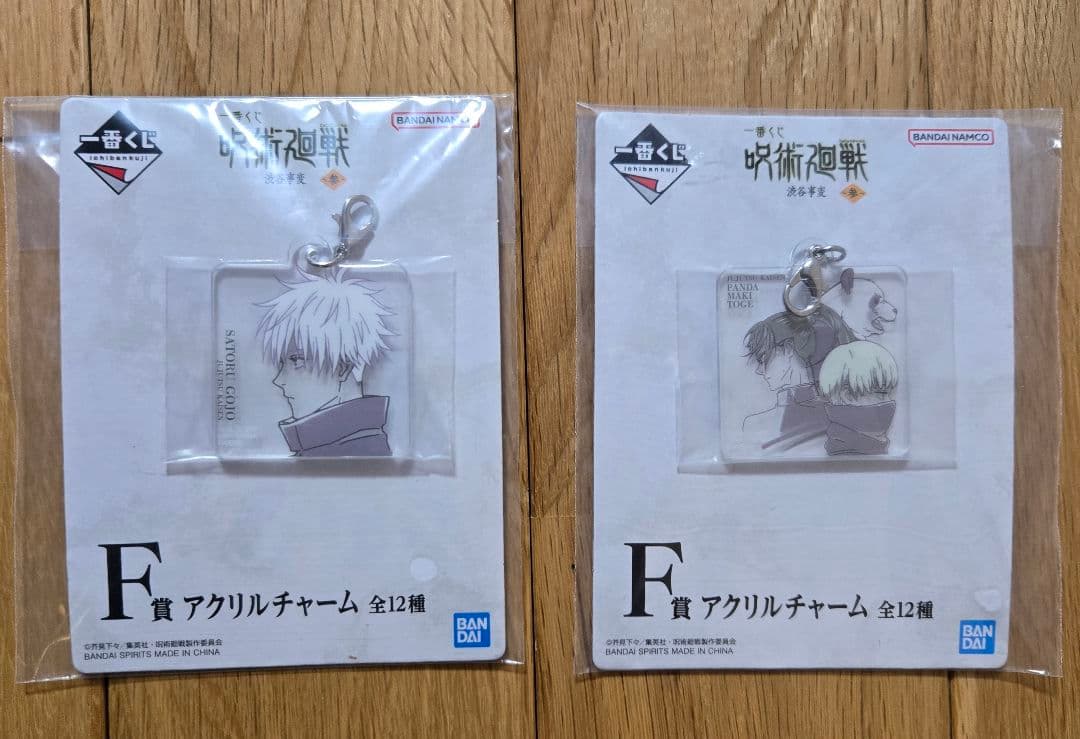 一番くじ
ichibankuji
一番くじ
呪術廻戦
渋谷事変
～参～
BANDAI NAMCO
SATORU GOJO
JUJUTSU KAISEN
F賞 アクリルチャーム 全12種
©芥見下々／集英社・呪術廻戦製作委員会
BANDAI SPIRITS MADE IN CHINA
BAN
DAI
一番くじ
ichibankuji
一番くじ
呪術廻戦
渋谷事変
～参～
BANDAI NAMCO
JUJUTSU KAISEN
PANDA
MAKI
TOGE
F賞 アクリルチャーム 全12種
©芥見下々／集英社・呪術廻戦製作委員会
BANDAI SPIRITS MADE IN CHINA
BAN
DAI